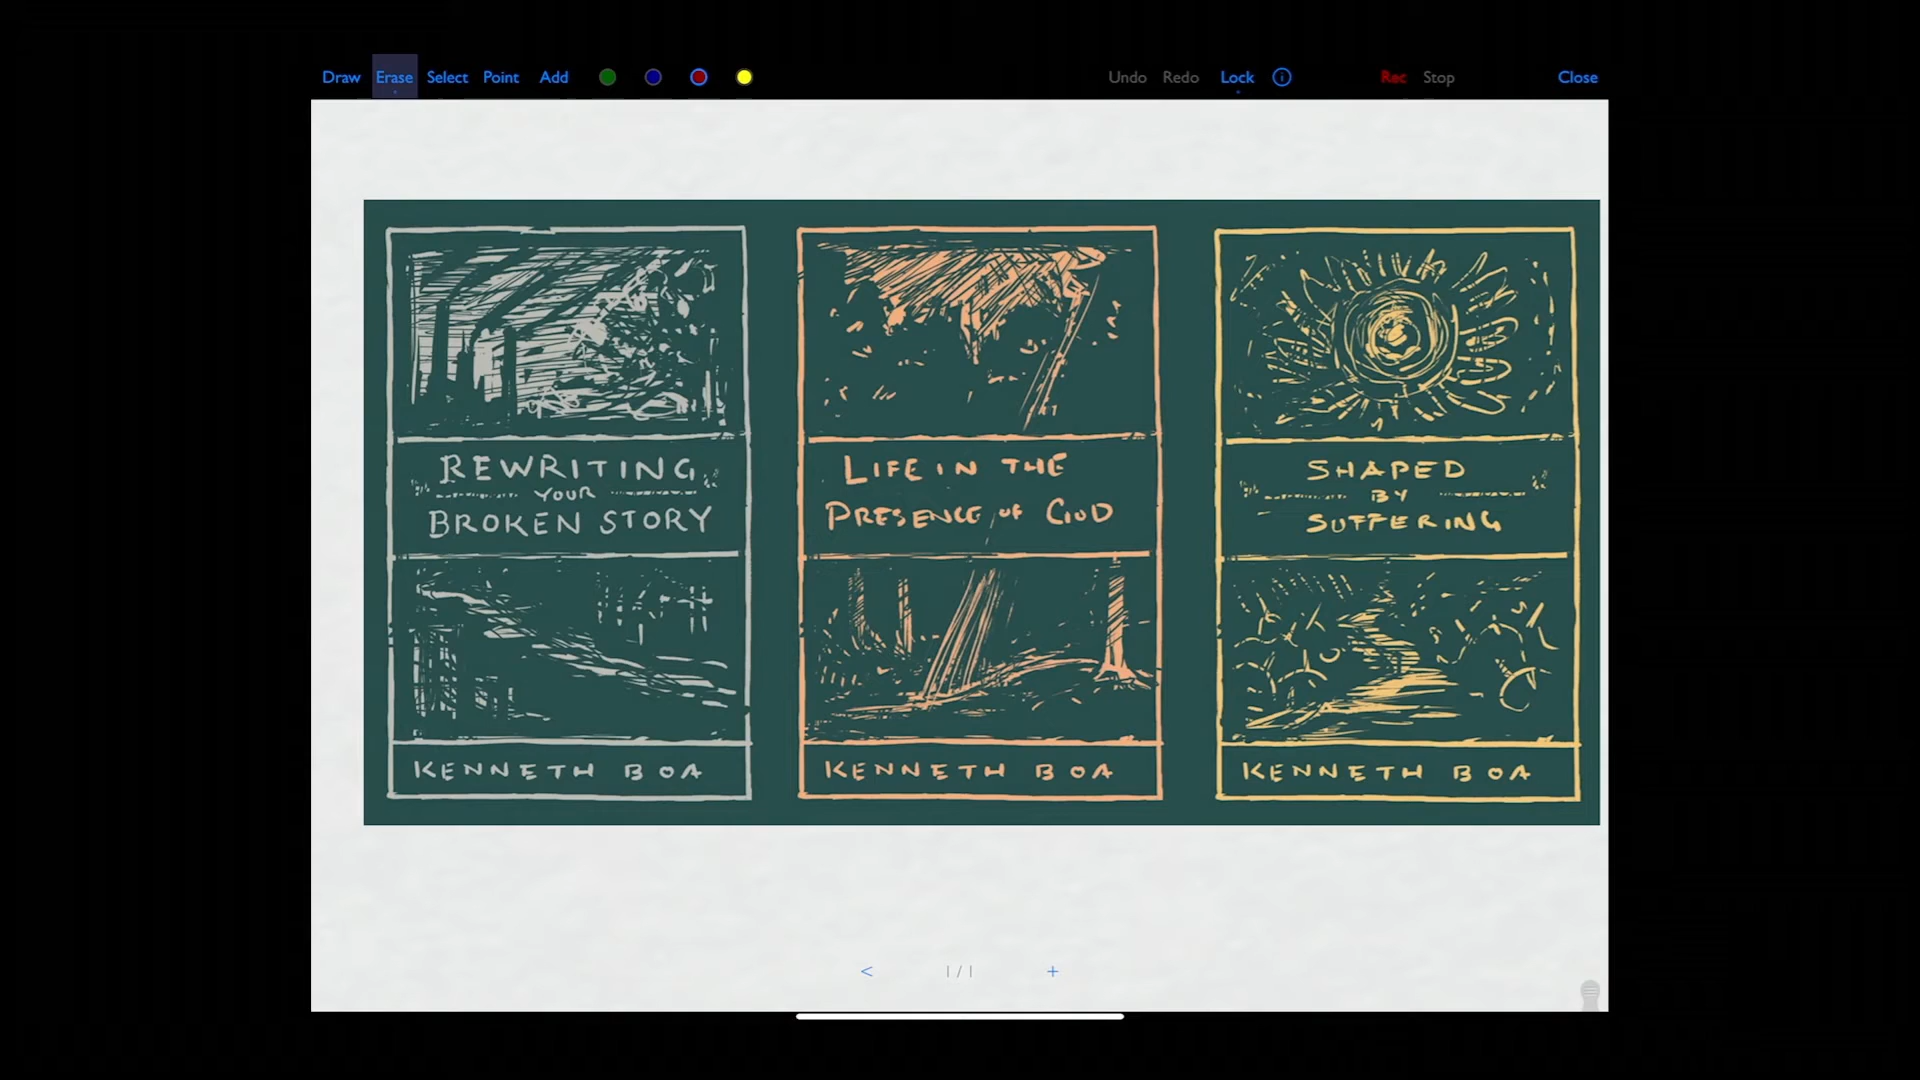 Draw Erase Select Point Add Undo Redo Lock Rec Stop Close
REWRITING
YOUR
BROKEN STORY
KENNETH BOA
LIFE IN THE
PRESENCE OF GOD
KENNETH BOA
SHAPED
BY
SUFFERING
KENNETH BOA
< 1 / 1 +